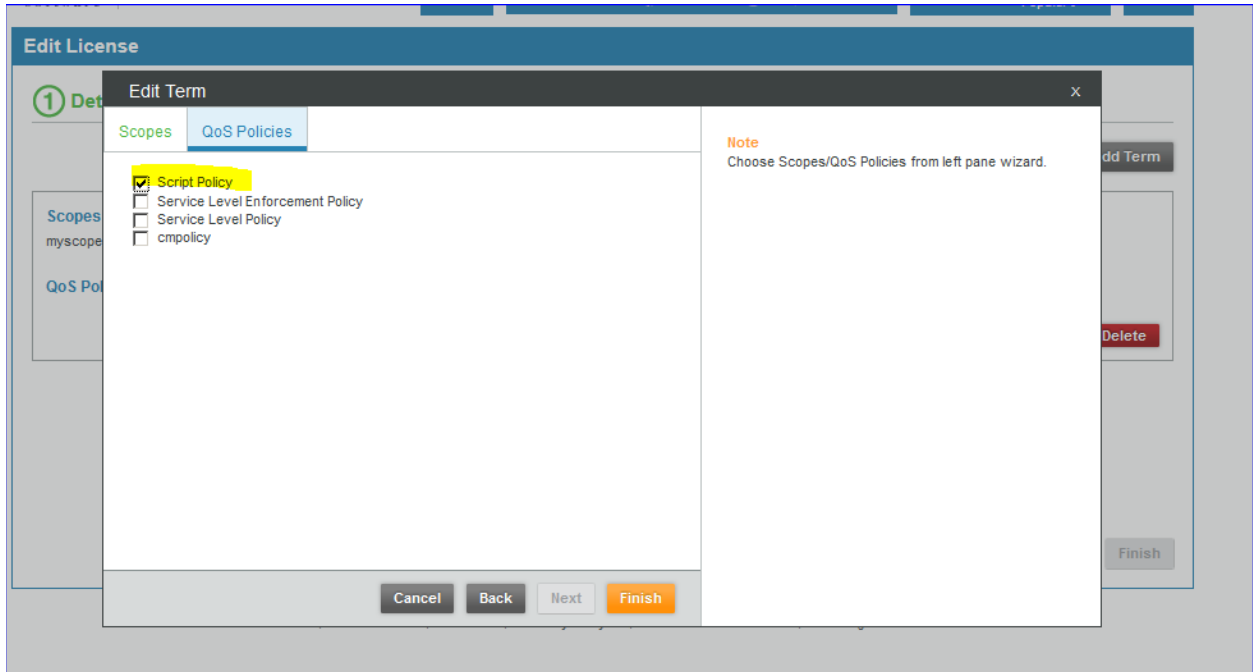 Edit License
Edit Term
x
1
Det
Scopes
QoS Policies
Note
Choose Scopes/QoS Policies from left pane wizard.
dd Term
Script Policy
Service Level Enforcement Policy
Service Level Policy
cmpolicy
Scopes
myscope
QoS Pol
Delete
Finish
Cancel
Back
Next
Finish